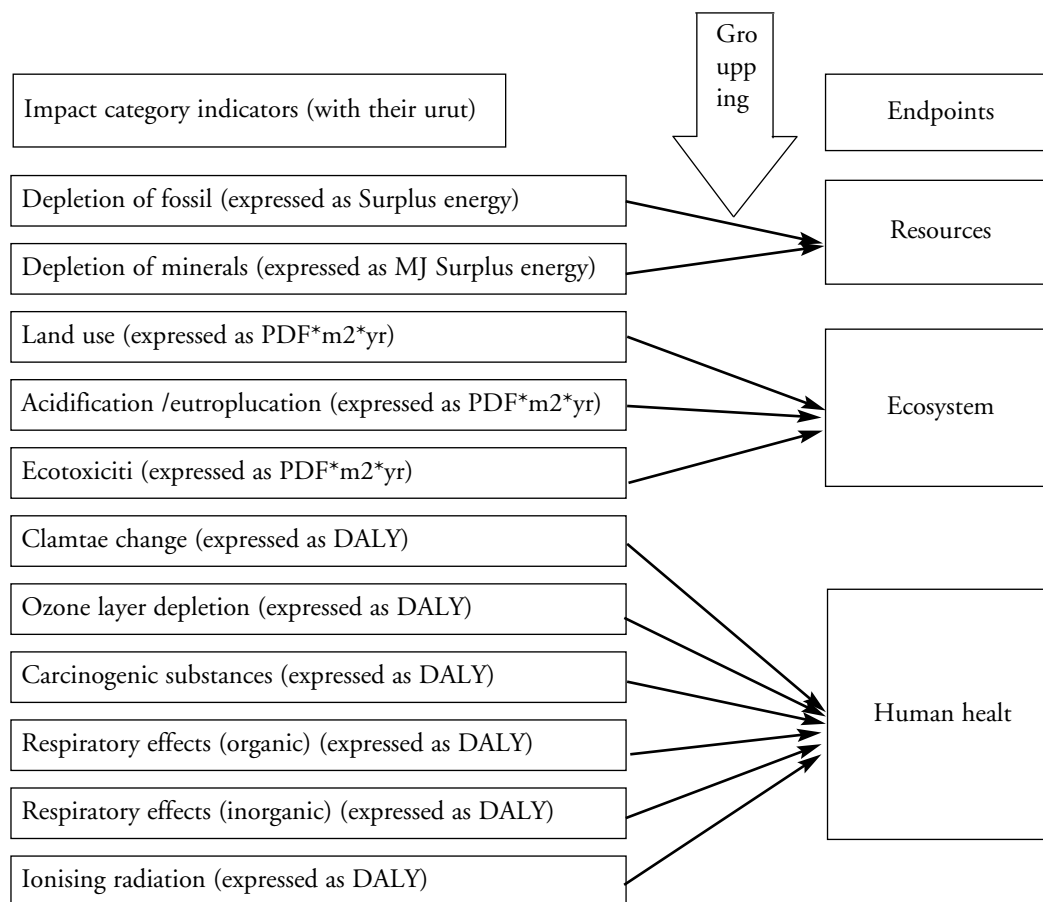 Gro
upp
ing
Impact category indicators (with their urut)
Endpoints
Depletion of fossil (expressed as Surplus energy)
Depletion of minerals (expressed as MJ Surplus energy)
Resources
Land use (expressed as PDF*m2*yr)
Acidification /eutroplucation (expressed as PDF*m2*yr)
Ecotoxiciti (expressed as PDF*m2*yr)
Ecosystem
Clamtae change (expressed as DALY)
Ozone layer depletion (expressed as DALY)
Carcinogenic substances (expressed as DALY)
Respiratory effects (organic) (expressed as DALY)
Respiratory effects (inorganic) (expressed as DALY)
Ionising radiation (expressed as DALY)
Human healt